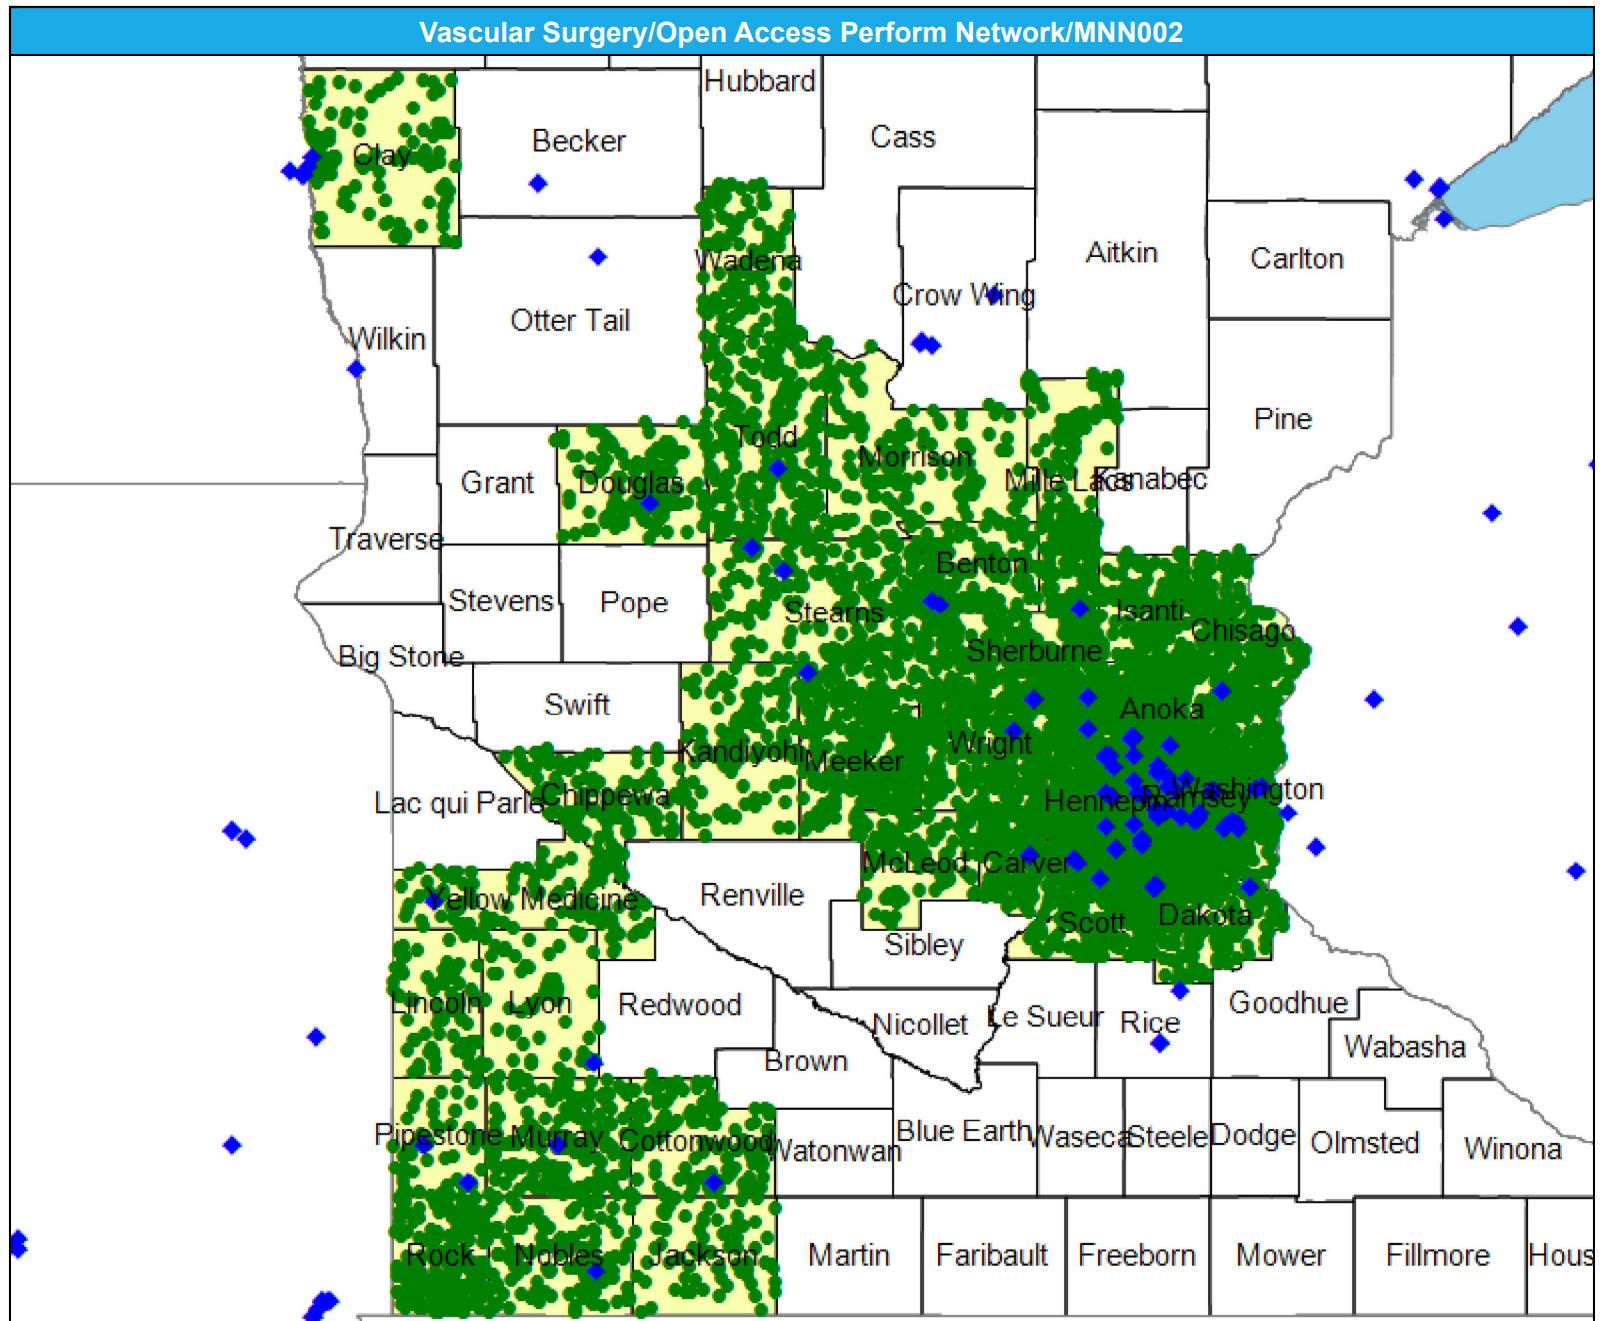 Vascular Surgery/Open Access Perform Network/MNN002
Hubbard
Cass
Becker
Clay
Wadena
Aitkin
Carlton
Crow Wing
Otter Tail
Wilkin
Pine
Todd
Morrison
Mille Lacs
Kanabec
Grant
Douglas
Traverse
Benton
Stevens
Pope
Stearns
Isanti
Chisago
Big Stone
Sherburne
Swift
Anoka
Kandiyohi
Meeker
Wright
Lac qui Parle
Chippewa
Hennepin
Ramsey
Washington
McLeod
Carver
Yellow Medicine
Renville
Scott
Dakota
Sibley
Lincoln
Lyon
Redwood
Nicollet
Le Sueur
Rice
Goodhue
Brown
Wabasha
Pipestone
Murray
Cottonwood
Watonwan
Blue Earth
Waseca
Steele
Dodge
Olmsted
Winona
Rock
Nobles
Jackson
Martin
Faribault
Freeborn
Mower
Fillmore
Hous